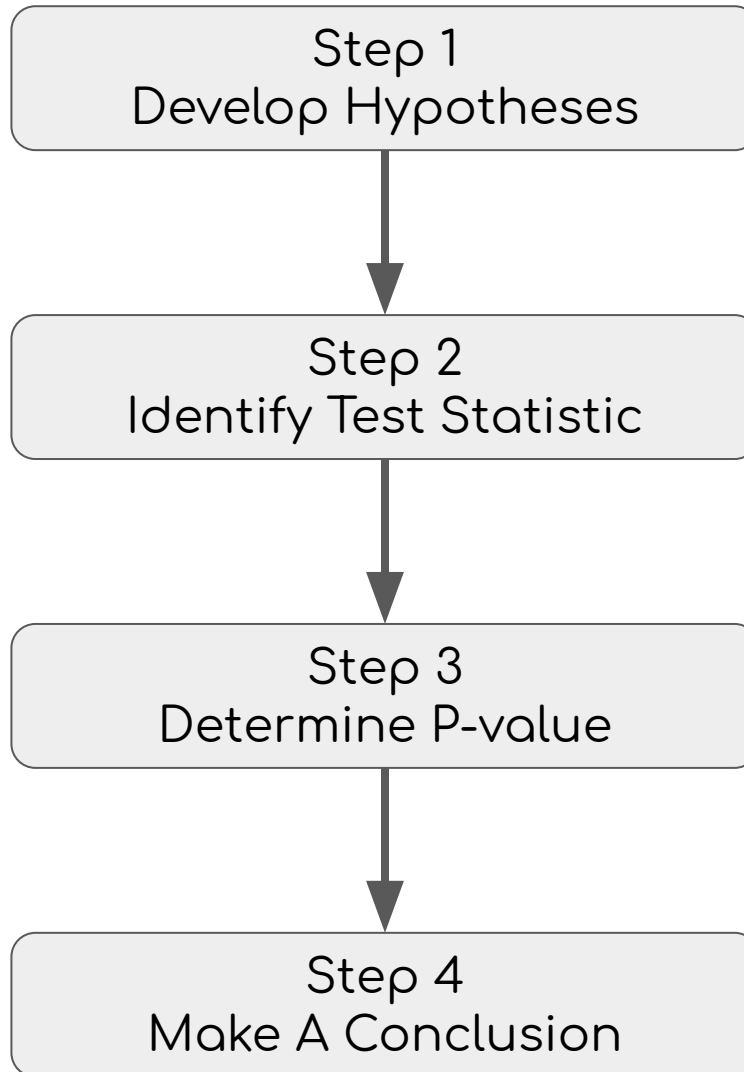 Step 1
Develop Hypotheses
Step 2
Identify Test Statistic
Step 3
Determine P-value
Step 4
Make A Conclusion